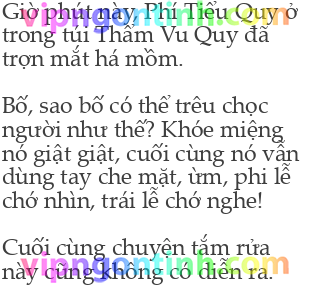 Giờ phút này, Phi Tiểu Quy ở
trong túi Thẩm Vu Quy đã
trợn mắt há mồm.
Bố, sao bố có thể trêu chọc
người như thế? Khóe miệng
nó giật giật, cuối cùng nó vẫn
dùng tay che mặt, ừm, phi lễ
chớ nhìn, trái lễ chớ nghe!
Cuối cùng chuyện tắm rửa
này cũng không có diễn ra.
vipngontinh.com
vipngontinh.com
vipngontinh.com